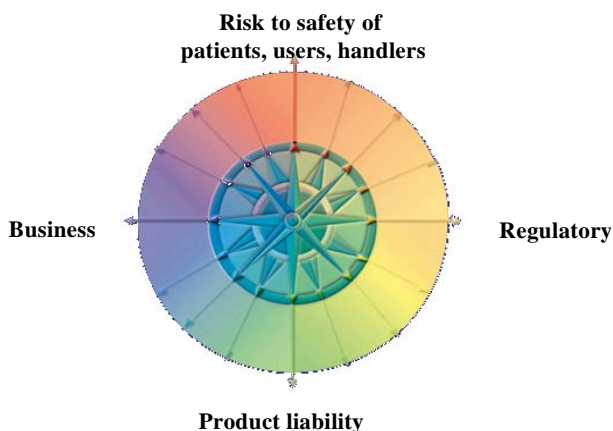 Risk to safety of
patients, users, handlers
Business
Regulatory
Product liability